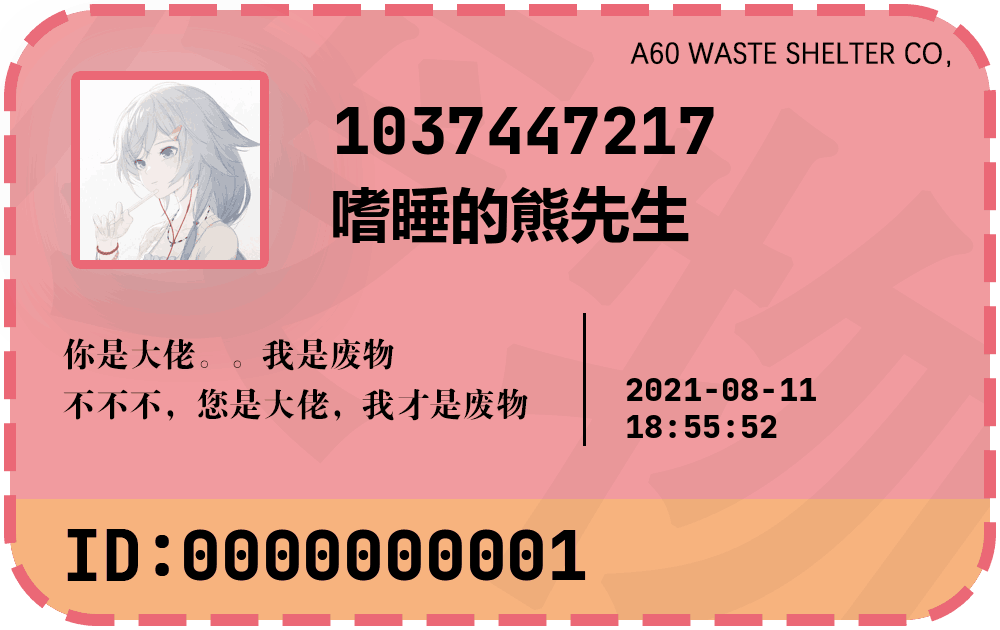 A60 WASTE SHELTER CO,
1037447217
嗜睡的熊先生
你是大佬。。我是废物
不不不，您是大佬，我才是废物
2021-08-11
18:55:52
ID:0000000001